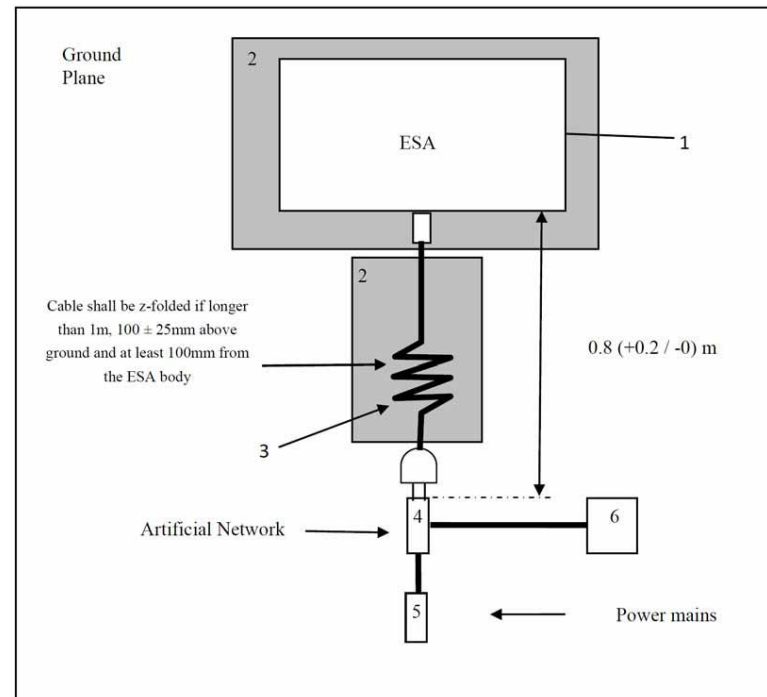 Ground
Plane
2
ESA
1
2
Cable shall be z-folded if longer
than 1m, 100 ± 25mm above
ground and at least 100mm from
the ESA body
0.8 (+0.2 / -0) m
3
4
6
Artificial Network
5
Power mains